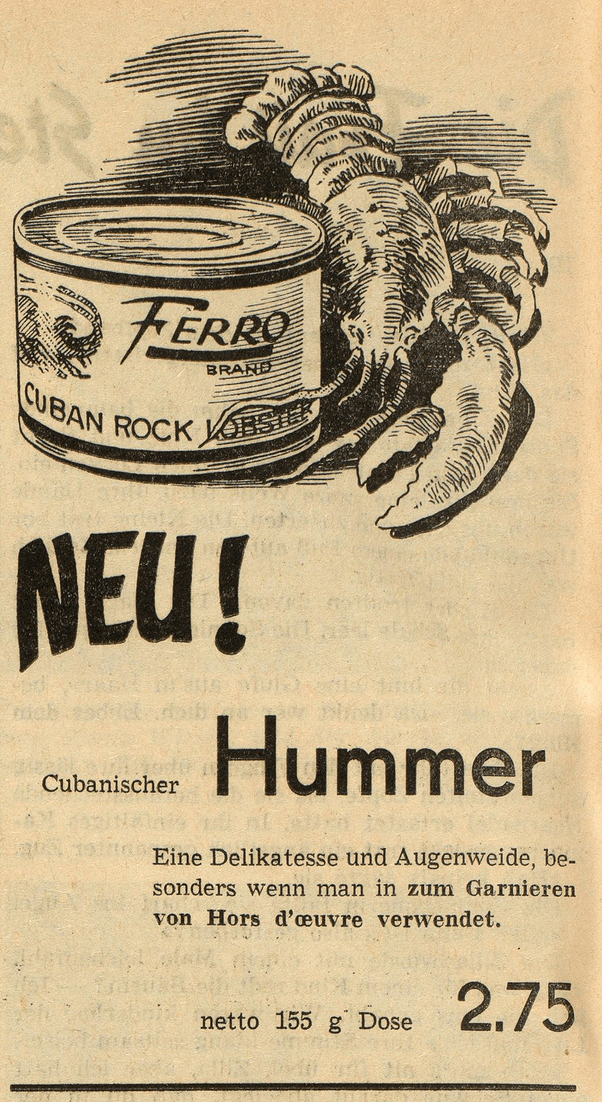 FERRO
BRAND
CUBAN ROCK LOBSTER
NEU!
Cubanischer Hummer
Eine Delikatesse und Augenweide, be-
sonders wenn man in zum Garnieren
von Hors d'œuvre verwendet.
netto 155 g Dose 2.75